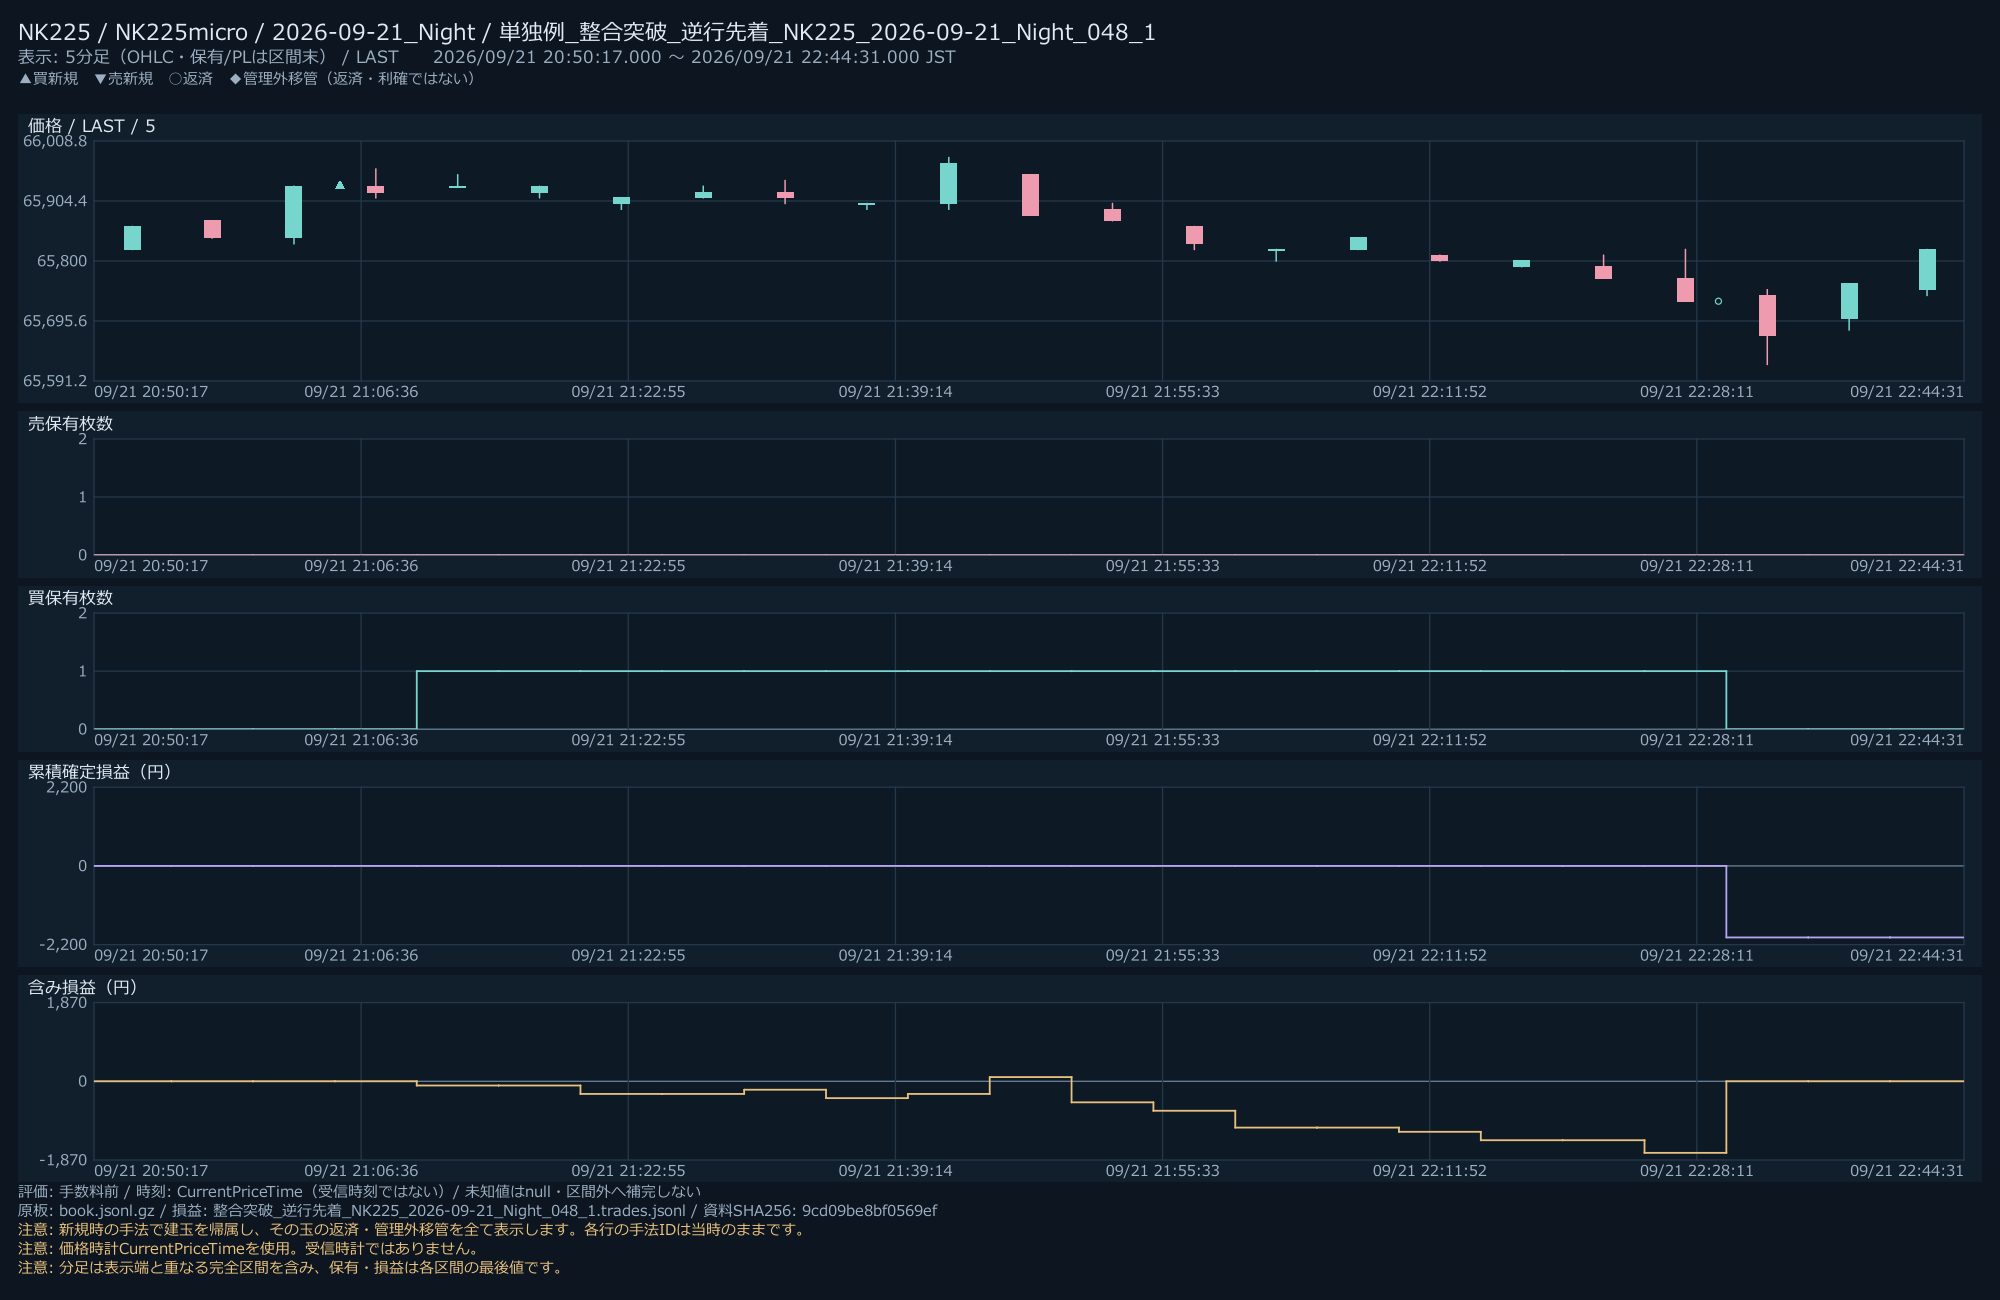 NK225 / NK225micro / 2026-09-21_Night / 単独例_整合突破_逆行先着_NK225_2026-09-21_Night_048_1
表示: 5分足（OHLC・保有/PLは区間末） / LAST 2026/09/21 20:50:17.000 ～ 2026/09/21 22:44:31.000 JST
▲買新規 ▼売新規 ○返済 ◆管理外移管（返済・利確ではない）
価格 / LAST / 5
66,008.8
65,904.4
65,800
65,695.6
65,591.2
09/21 20:50:17 09/21 21:06:36 09/21 21:22:55 09/21 21:39:14 09/21 21:55:33 09/21 22:11:52 09/21 22:28:11 09/21 22:44:31
売保有枚数
2
1
0
09/21 20:50:17 09/21 21:06:36 09/21 21:22:55 09/21 21:39:14 09/21 21:55:33 09/21 22:11:52 09/21 22:28:11 09/21 22:44:31
買保有枚数
2
1
0
09/21 20:50:17 09/21 21:06:36 09/21 21:22:55 09/21 21:39:14 09/21 21:55:33 09/21 22:11:52 09/21 22:28:11 09/21 22:44:31
累積確定損益（円）
2,200
0
-2,200
09/21 20:50:17 09/21 21:06:36 09/21 21:22:55 09/21 21:39:14 09/21 21:55:33 09/21 22:11:52 09/21 22:28:11 09/21 22:44:31
含み損益（円）
1,870
0
-1,870
09/21 20:50:17 09/21 21:06:36 09/21 21:22:55 09/21 21:39:14 09/21 21:55:33 09/21 22:11:52 09/21 22:28:11 09/21 22:44:31
評価: 手数料前 / 時刻: CurrentPriceTime（受信時刻ではない）/ 未知値はnull・区間外へ補完しない
原板: book.jsonl.gz / 損益: 整合突破_逆行先着_NK225_2026-09-21_Night_048_1.trades.jsonl / 資料SHA256: 9cd09be8bf0569ef
注意: 新規時の手法で建玉を帰属し、その玉の返済・管理外移管を全て表示します。各行の手法IDは当時のままです。
注意: 価格時計CurrentPriceTimeを使用。受信時計ではありません。
注意: 分足は表示端と重なる完全区間を含み、保有・損益は各区間の最後値です。